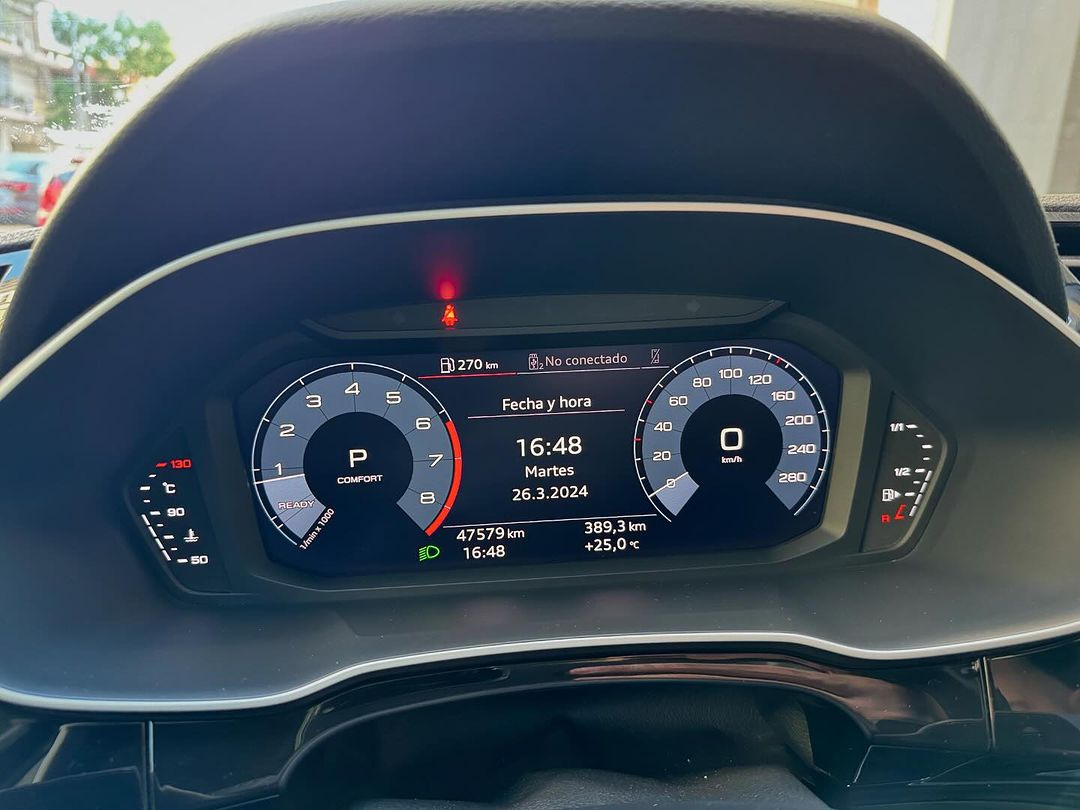 270 km
2 No conectado
Fecha y hora
16:48
Martes
26.3.2024
47579 km
389,3 km
16:48
+25,0 °C
1
2
3
4
5
6
7
8
P
COMFORT
READY
1/min x 1000
0
20
40
60
80
100
120
160
200
240
280
0
km/h
130
°C
90
50
1/1
1/2
R